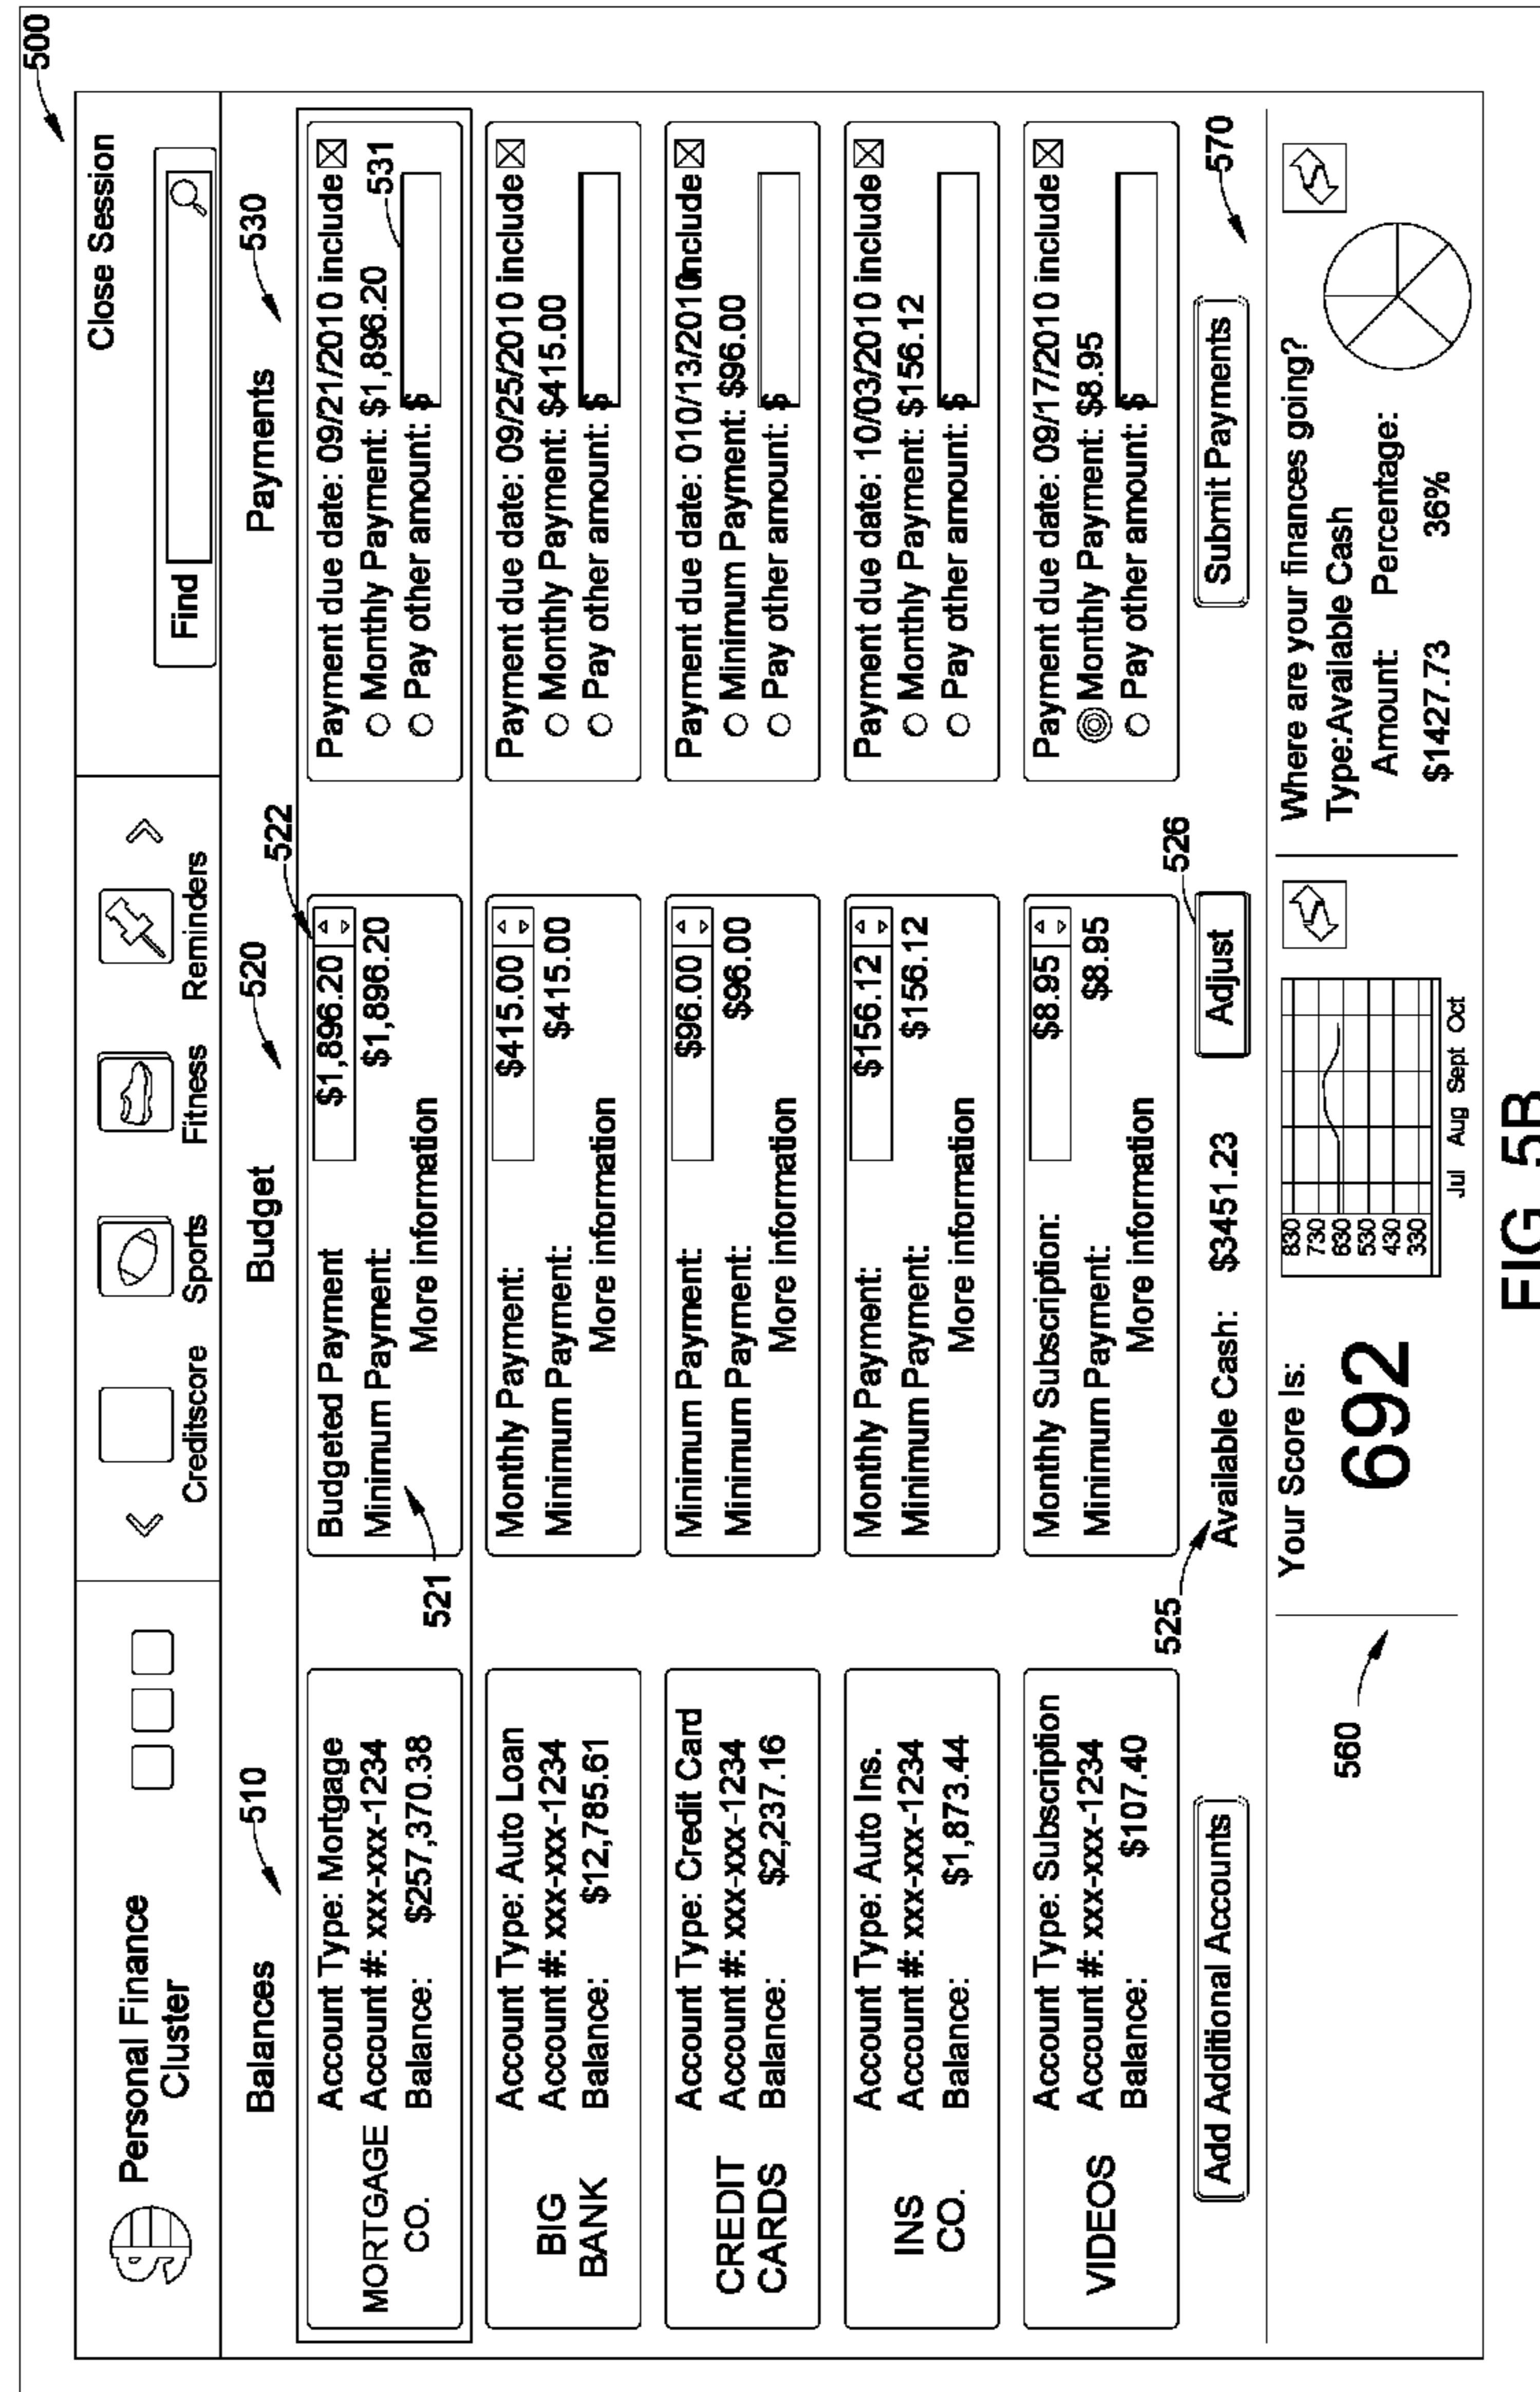 500
Personal Finance
Cluster
Creditscore
Sports
Fitness
Reminders
Close Session
Find
Balances
510
Budget
520
Payments
530
MORTGAGE
CO.
Account Type: Mortgage
Account #: xxx-xxx-1234
Balance: $257,370.38
Budgeted Payment $1,896.20
522
Minimum Payment: $1,896.20
More information
521
Payment due date: 09/21/2010 include
Monthly Payment: $1,896.20
531
Pay other amount: $
BIG
BANK
Account Type: Auto Loan
Account #: xxx-xxx-1234
Balance: $12,785.61
Monthly Payment: $415.00
Minimum Payment: $415.00
More information
Payment due date: 09/25/2010 include
Monthly Payment: $415.00
Pay other amount: $
CREDIT
CARDS
Account Type: Credit Card
Account #: xxx-xxx-1234
Balance: $2,237.16
Minimum Payment: $96.00
Minimum Payment: $96.00
More information
Payment due date: 010/13/2010 include
Minimum Payment: $96.00
Pay other amount: $
INS
CO.
Account Type: Auto Ins.
Account #: xxx-xxx-1234
Balance: $1,873.44
Monthly Payment: $156.12
Minimum Payment: $156.12
More information
Payment due date: 10/03/2010 include
Monthly Payment: $156.12
Pay other amount: $
VIDEOS
Account Type: Subscription
Account #: xxx-xxx-1234
Balance: $107.40
Monthly Subscription: $8.95
Minimum Payment: $8.95
More information
Payment due date: 09/17/2010 include
Monthly Payment: $8.95
Pay other amount: $
Add Additional Accounts
525
Available Cash: $3451.23
Adjust
526
Submit Payments
570
560
Your Score Is:
692
830
730
630
530
430
330
Jul Aug Sept Oct
Where are your finances going?
Type:Available Cash
Amount: Percentage:
$1427.73 36%
FIG. 5B